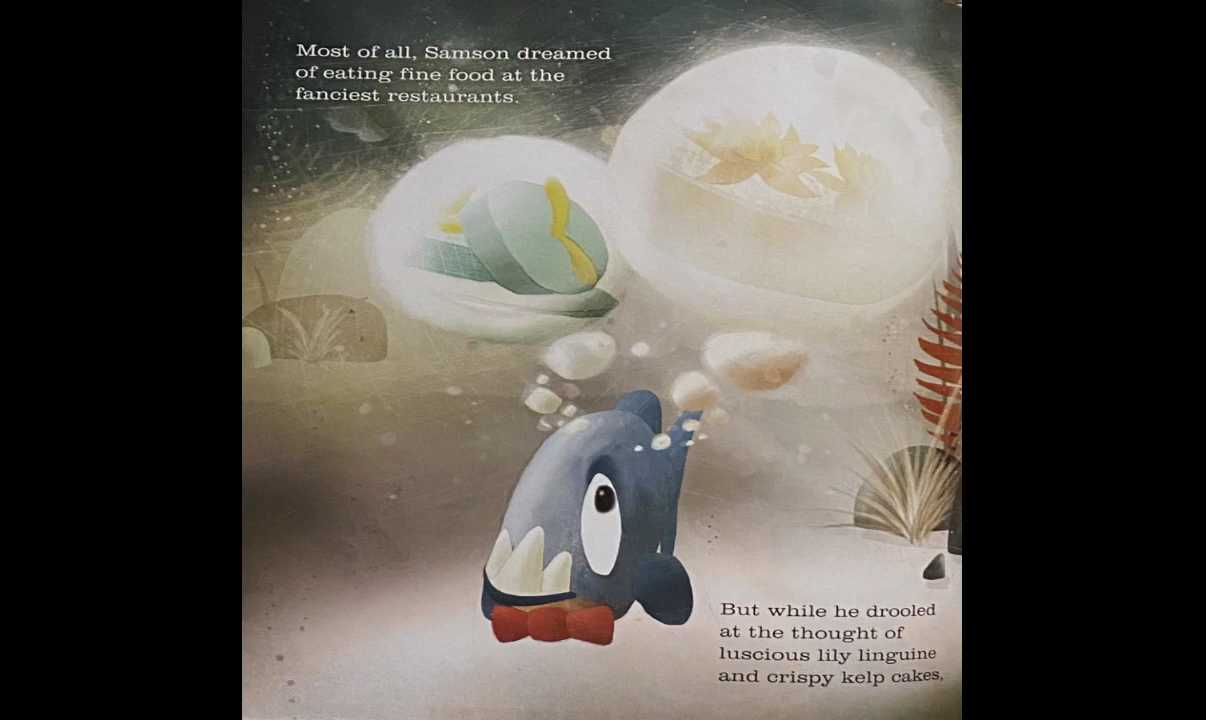 Most of all, Samson dreamed
of eating fine food at the
fanciest restaurants.
But while he drooled
at the thought of
luscious lily linguine
and crispy kelp cakes,